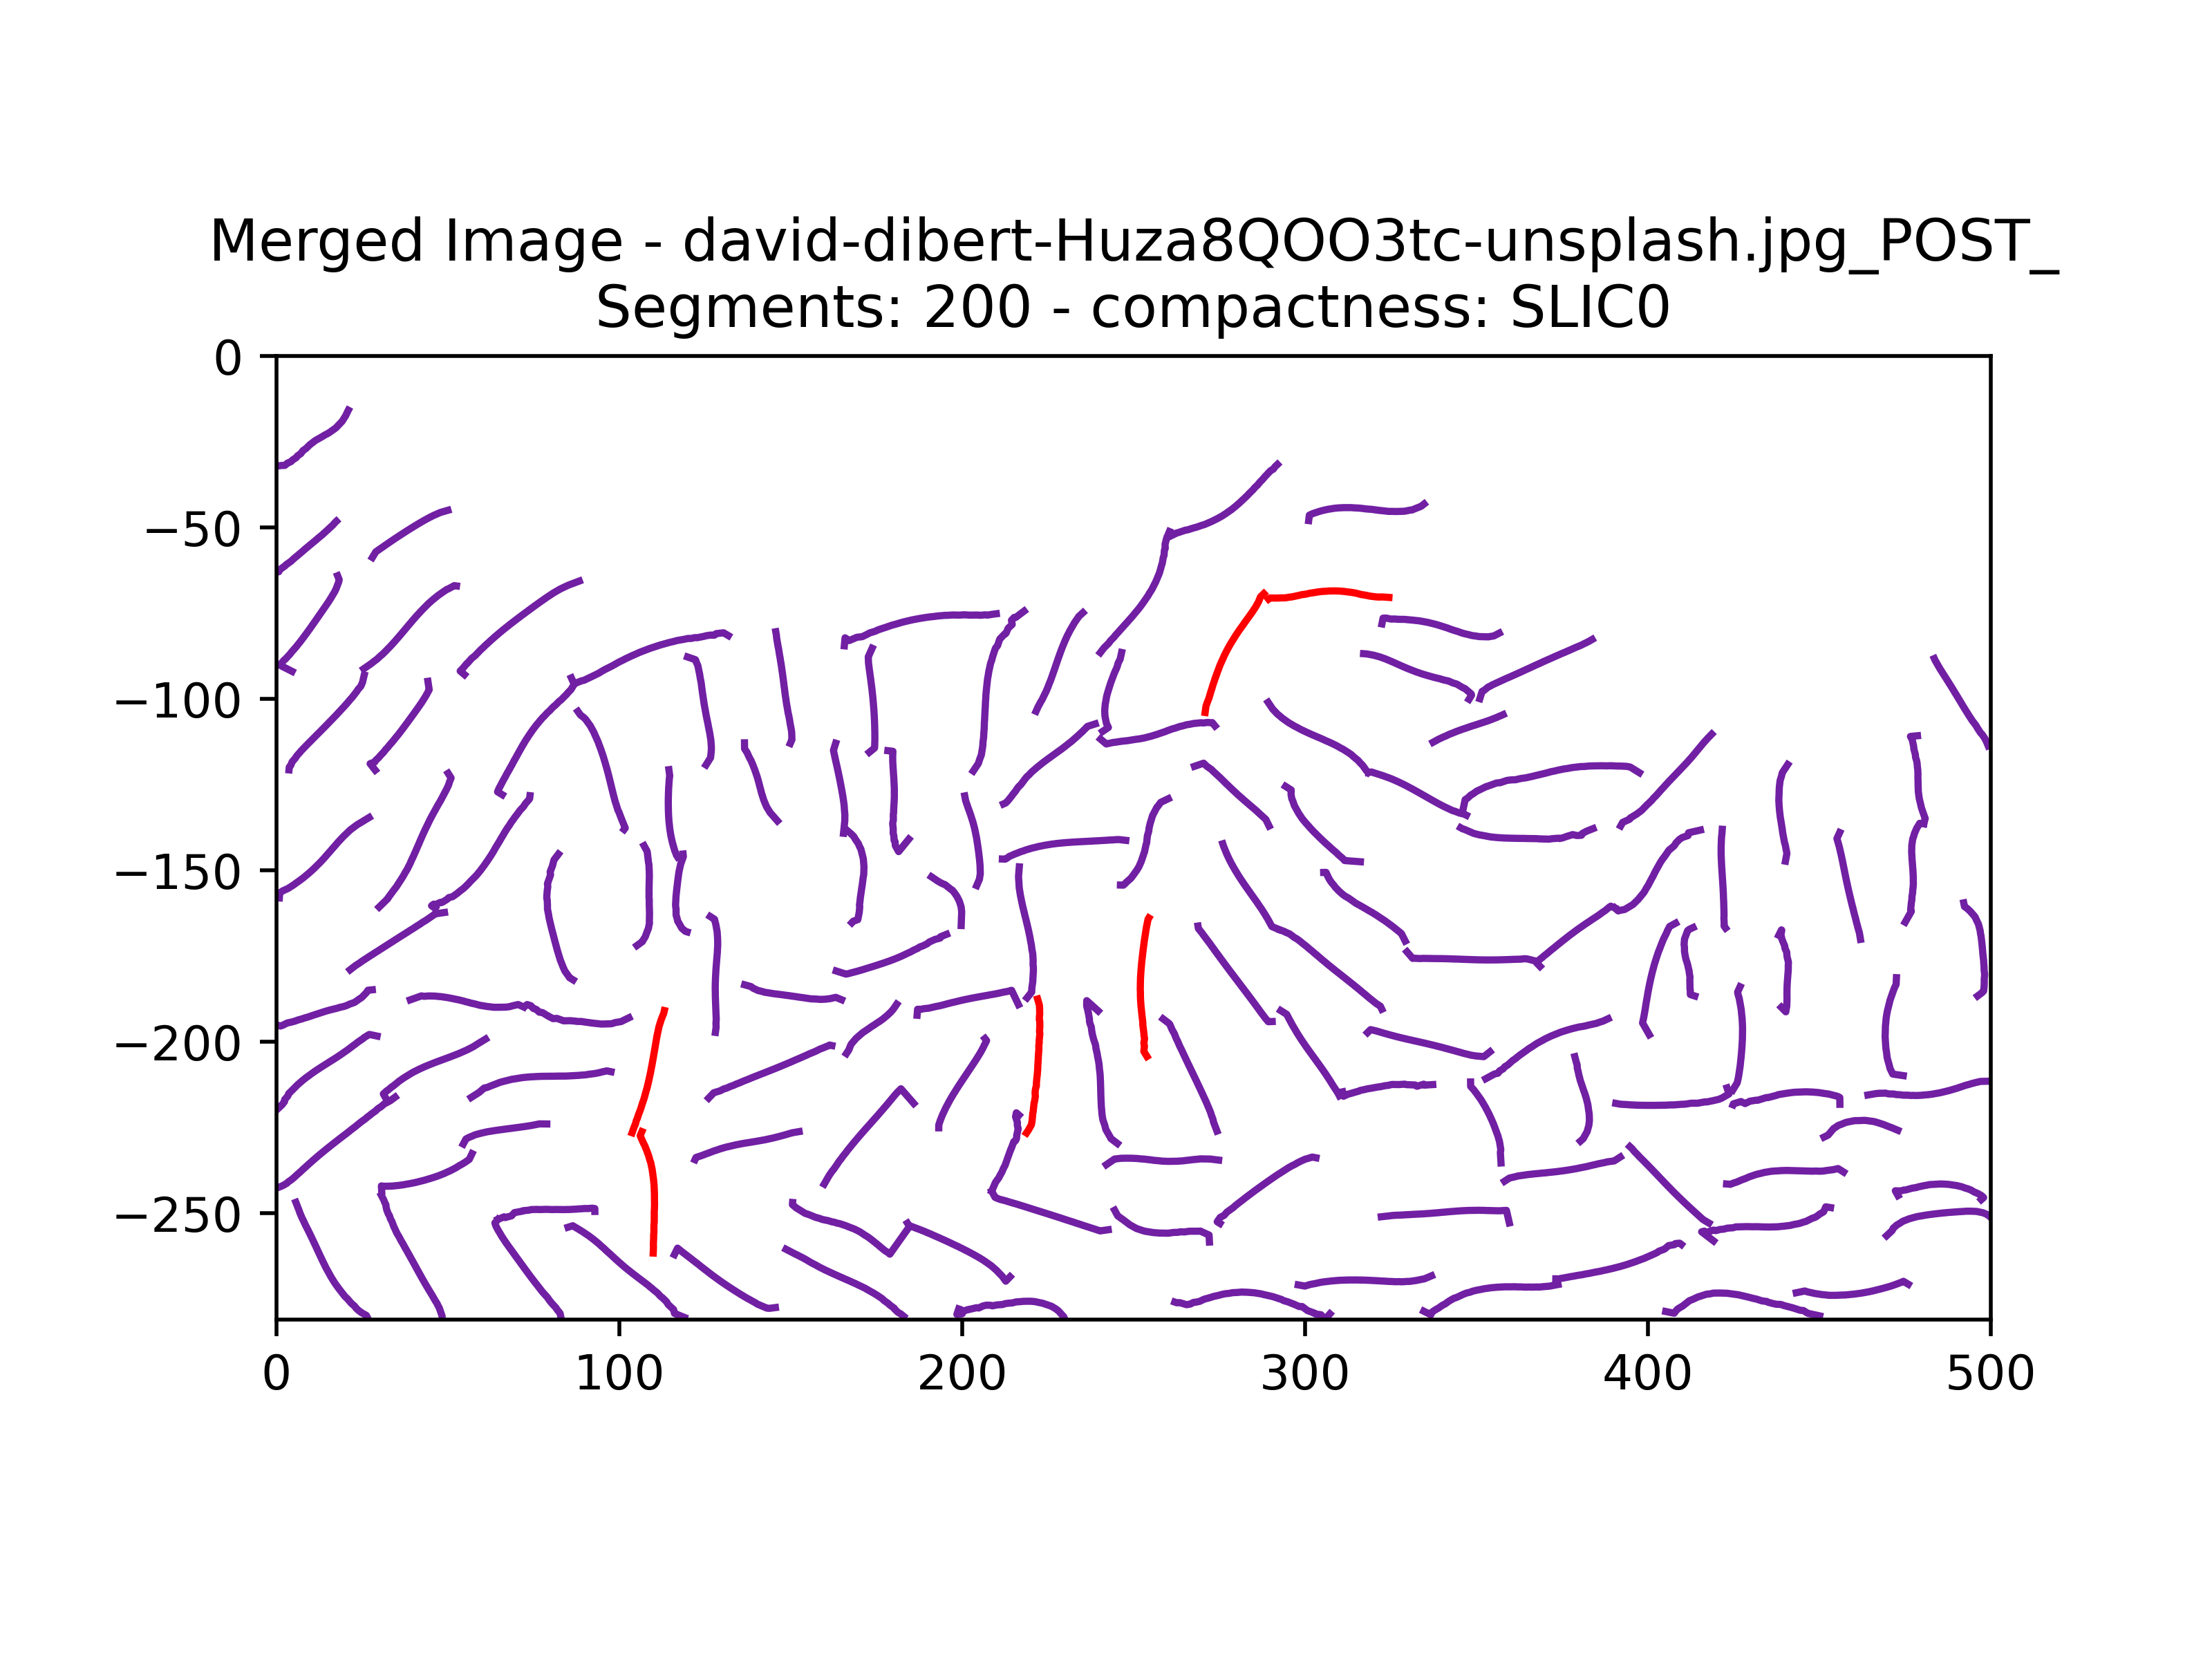 Merged Image - david-dibert-Huza8QOO3tc-unsplash.jpg_POST_
Segments: 200 - compactness: SLIC0
0
−50
−100
−150
−200
−250
0 100 200 300 400 500